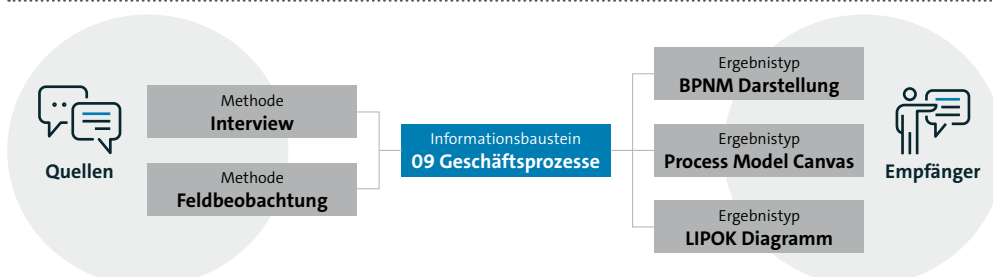 Quellen
Methode
Interview
Methode
Feldbeobachtung
Informationsbaustein
09 Geschäftsprozesse
Ergebnistyp
BPNM Darstellung
Ergebnistyp
Process Model Canvas
Ergebnistyp
LIPOK Diagramm
Empfänger